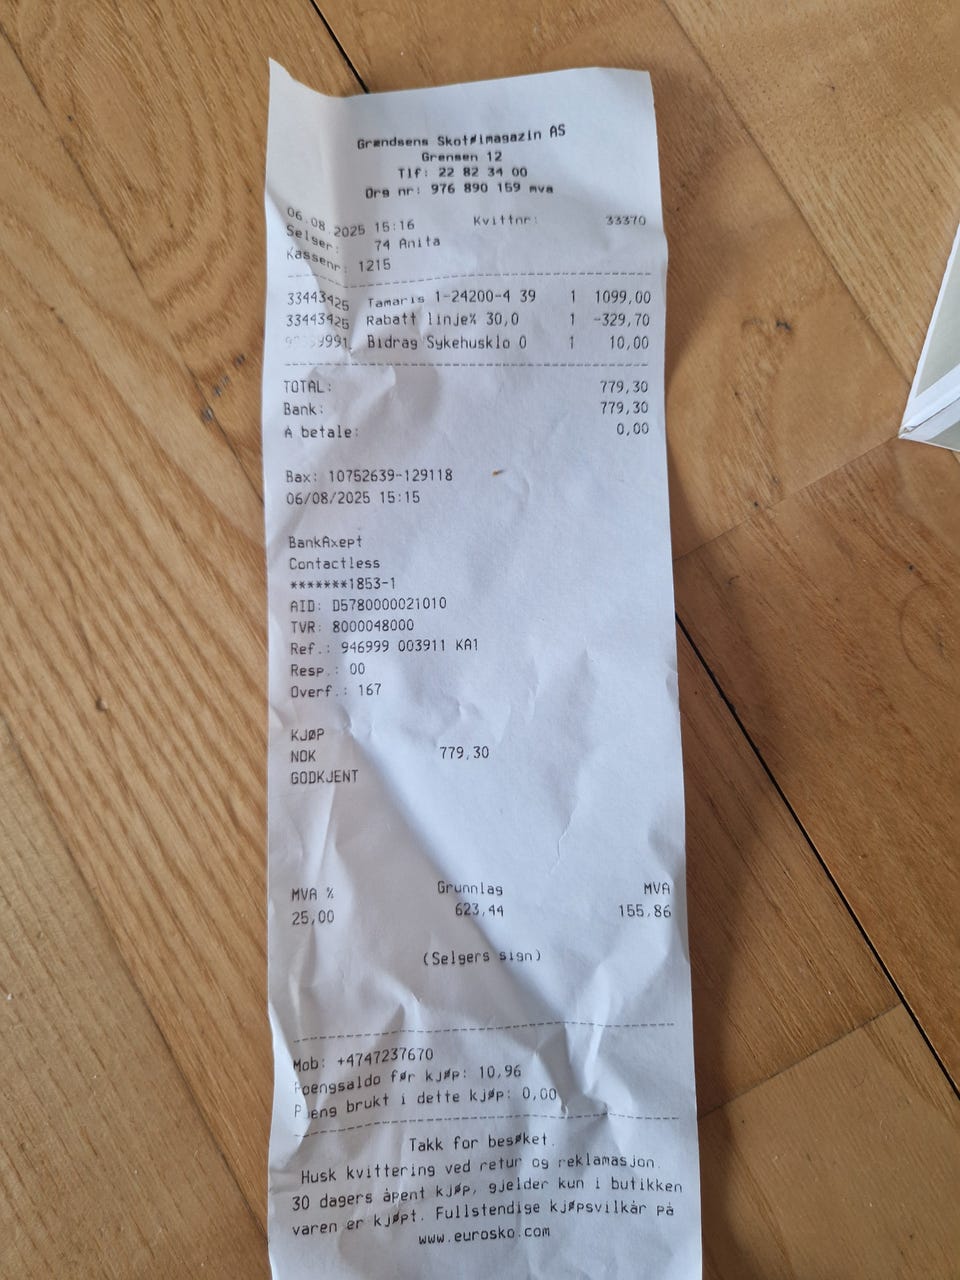 Grændsens Skotøimagazin AS
Grensen 12
Tlf: 22 82 34 00
Org nr: 976 890 159 mva
06.08.2025 15:16 Kvittnr: 33370
Selger: 74 Anita
Kassenr: 1215
33443425 Tamaris 1-24200-4 39 1 1099,00
33443425 Rabatt linje% 30,0 1 -329,70
Bidrag Sykehusklo 0 1 10,00
TOTAL: 779,30
Bank: 779,30
Å betale: 0,00
Bax: 10752639-129118
06/08/2025 15:15
BankAxept
Contactless
*******1853-1
AID: D5780000021010
TVR: 8000048000
Ref.: 946999 003911 KA1
Resp.: 00
Overf.: 167
KJØP
NOK 779,30
GODKJENT
MVA % Grunnlag MVA
25,00 623,44 155,86
(Selgers sign)
Mob: +4747237670
Poengsaldo før kjøp: 10,96
Poeng brukt i dette kjøp: 0,00
Takk for besøket.
Husk kvittering ved retur og reklamasjon.
30 dagers åpent kjøp, gjelder kun i butikken
varen er kjøpt. Fullstendige kjøpsvilkår på
www.eurosko.com